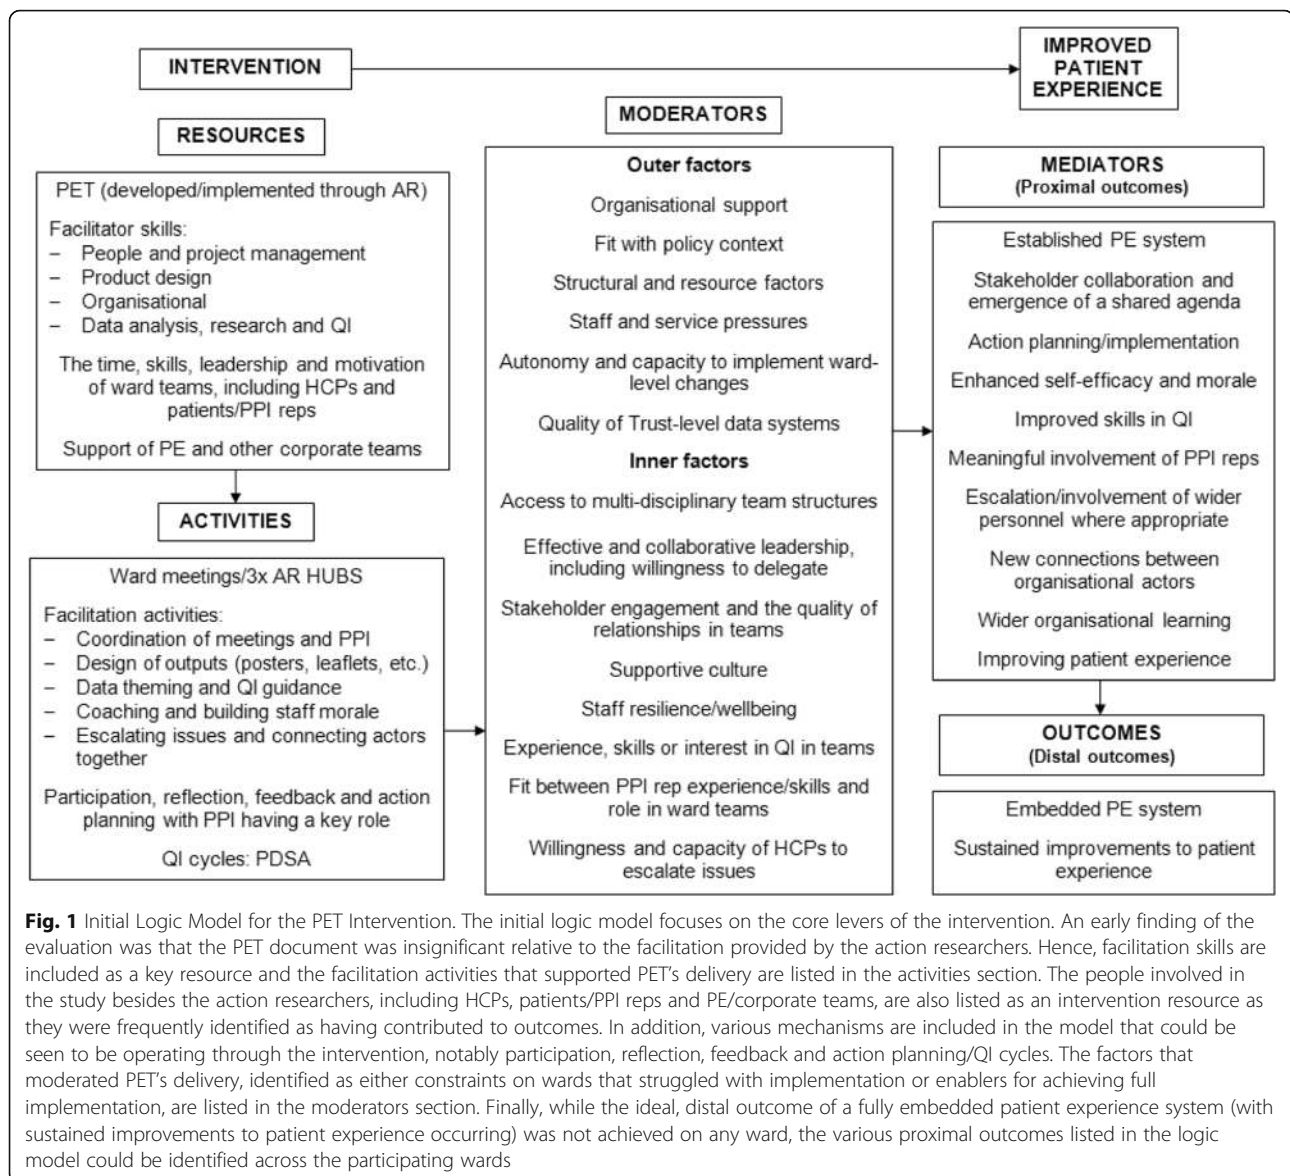 INTERVENTION
IMPROVED
PATIENT
EXPERIENCE
RESOURCES
PET (developed/implemented through AR)
Facilitator skills:
– People and project management
– Product design
– Organisational
– Data analysis, research and QI
The time, skills, leadership and motivation
of ward teams, including HCPs and
patients/PPI reps
Support of PE and other corporate teams
ACTIVITIES
Ward meetings/3x AR HUBS
Facilitation activities:
– Coordination of meetings and PPI
– Design of outputs (posters, leaflets, etc.)
– Data theming and QI guidance
– Coaching and building staff morale
– Escalating issues and connecting actors
together
Participation, reflection, feedback and action
planning with PPI having a key role
QI cycles: PDSA
MODERATORS
Outer factors
Organisational support
Fit with policy context
Structural and resource factors
Staff and service pressures
Autonomy and capacity to implement ward-
level changes
Quality of Trust-level data systems
Inner factors
Access to multi-disciplinary team structures
Effective and collaborative leadership,
including willingness to delegate
Stakeholder engagement and the quality of
relationships in teams
Supportive culture
Staff resilience/wellbeing
Experience, skills or interest in QI in teams
Fit between PPI rep experience/skills and
role in ward teams
Willingness and capacity of HCPs to
escalate issues
MEDIATORS
(Proximal outcomes)
Established PE system
Stakeholder collaboration and
emergence of a shared agenda
Action planning/implementation
Enhanced self-efficacy and morale
Improved skills in QI
Meaningful involvement of PPI reps
Escalation/involvement of wider
personnel where appropriate
New connections between
organisational actors
Wider organisational learning
Improving patient experience
OUTCOMES
(Distal outcomes)
Embedded PE system
Sustained improvements to patient
experience
Fig. 1 Initial Logic Model for the PET Intervention. The initial logic model focuses on the core levers of the intervention. An early finding of the
evaluation was that the PET document was insignificant relative to the facilitation provided by the action researchers. Hence, facilitation skills are
included as a key resource and the facilitation activities that supported PET's delivery are listed in the activities section. The people involved in
the study besides the action researchers, including HCPs, patients/PPI reps and PE/corporate teams, are also listed as an intervention resource as
they were frequently identified as having contributed to outcomes. In addition, various mechanisms are included in the model that could be
seen to be operating through the intervention, notably participation, reflection, feedback and action planning/QI cycles. The factors that
moderated PET's delivery, identified as either constraints on wards that struggled with implementation or enablers for achieving full
implementation, are listed in the moderators section. Finally, while the ideal, distal outcome of a fully embedded patient experience system (with
sustained improvements to patient experience occurring) was not achieved on any ward, the various proximal outcomes listed in the logic
model could be identified across the participating wards